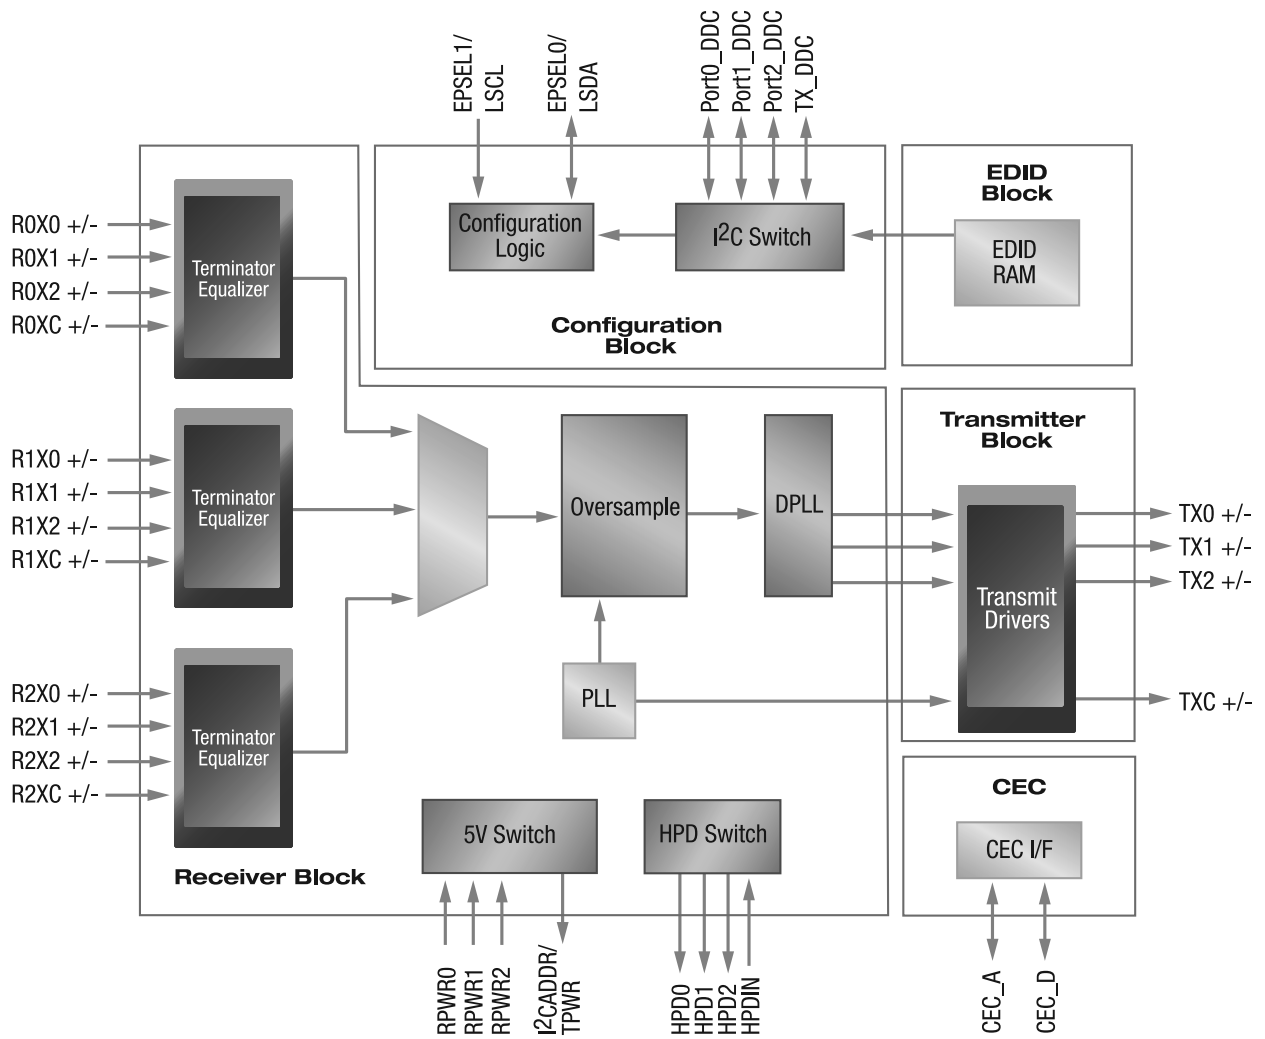 EPSEL1/
LSCL
EPSEL0/
LSDA
Port0_DDC
Port1_DDC
Port2_DDC
TX_DDC
R0X0 +/-
R0X1 +/-
R0X2 +/-
R0XC +/-
Terminator
Equalizer
Configuration
Logic
I2C Switch
Configuration
Block
EDID
Block
EDID
RAM
R1X0 +/-
R1X1 +/-
R1X2 +/-
R1XC +/-
Terminator
Equalizer
Oversample
DPLL
PLL
Transmitter
Block
Transmit
Drivers
TX0 +/-
TX1 +/-
TX2 +/-
TXC +/-
R2X0 +/-
R2X1 +/-
R2X2 +/-
R2XC +/-
Terminator
Equalizer
Receiver Block
5V Switch
HPD Switch
CEC
CEC I/F
RPWR0
RPWR1
RPWR2
I2CADDR/
TPWR
HPD0
HPD1
HPD2
HPDIN
CEC_A
CEC_D